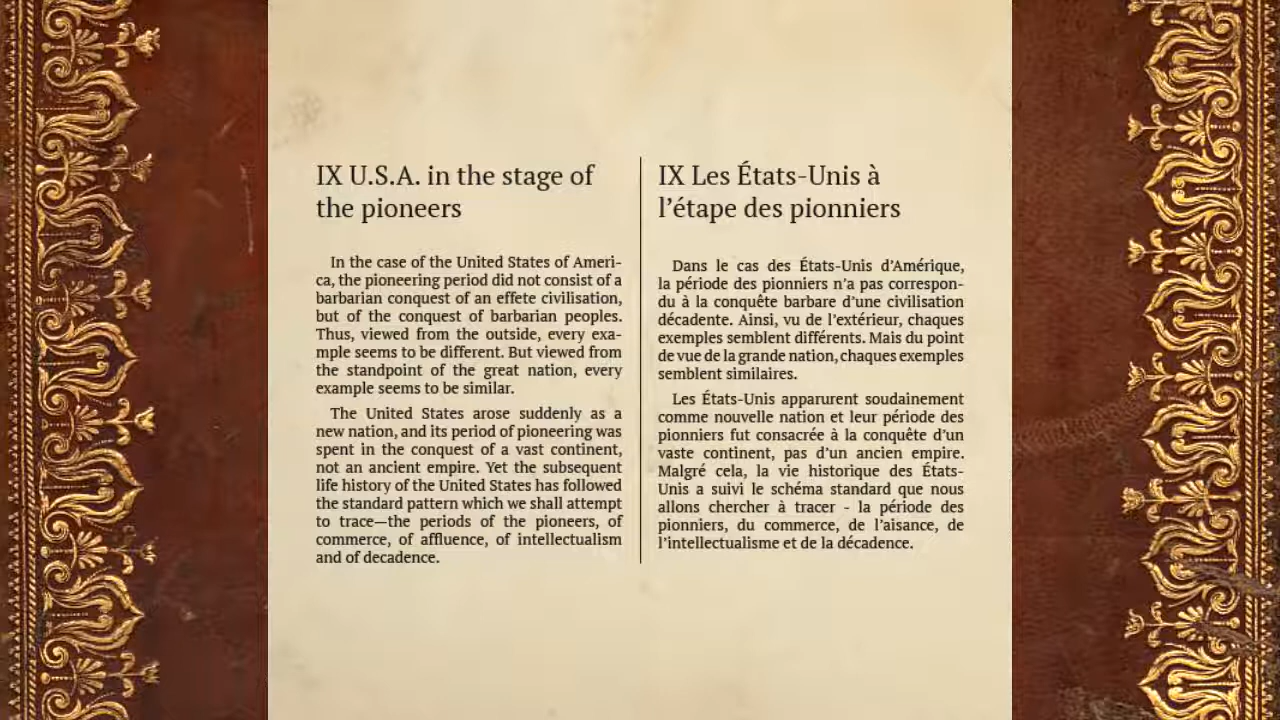 IX U.S.A. in the stage of
the pioneers
In the case of the United States of Ameri-
ca, the pioneering period did not consist of a
barbarian conquest of an effete civilisation,
but of the conquest of barbarian peoples.
Thus, viewed from the outside, every exa-
mple seems to be different. But viewed from
the standpoint of the great nation, every
example seems to be similar.
The United States arose suddenly as a
new nation, and its period of pioneering was
spent in the conquest of a vast continent,
not an ancient empire. Yet the subsequent
life history of the United States has followed
the standard pattern which we shall attempt
to trace—the periods of the pioneers, of
commerce, of affluence, of intellectualism
and of decadence.
IX Les États-Unis à
l’étape des pionniers
Dans le cas des États-Unis d’Amérique,
la période des pionniers n’a pas correspon-
du à la conquête barbare d’une civilisation
décadente. Ainsi, vu de l’extérieur, chaques
exemples semblent différents. Mais du point
de vue de la grande nation, chaques exemples
semblent similaires.
Les États-Unis apparurent soudainement
comme nouvelle nation et leur période des
pionniers fut consacrée à la conquête d’un
vaste continent, pas d’un ancien empire.
Malgré cela, la vie historique des États-
Unis a suivi le schéma standard que nous
allons chercher à tracer - la période des
pionniers, du commerce, de l’aisance, de
l’intellectualisme et de la décadence.